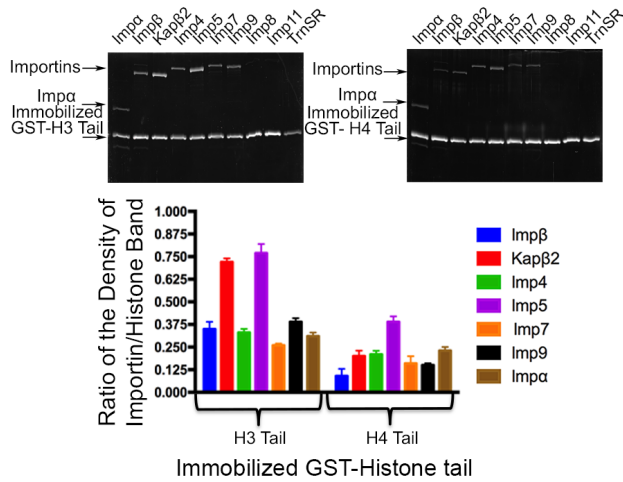 Impα Impβ Kapβ2 Imp4 Imp5 Imp7 Imp9 Imp8 Imp11 TrnSR
Importins
Impα
Immobilized
GST-H3 Tail
Impα Impβ Kapβ2 Imp4 Imp5 Imp7 Imp9 Imp8 Imp11 TrnSR
Importins
Impα
Immobilized
GST- H4 Tail
Ratio of the Density of
Importin/Histone Band
1.000
0.875
0.750
0.625
0.500
0.375
0.250
0.125
0.000
H3 Tail
H4 Tail
Immobilized GST-Histone tail
Impβ
Kapβ2
Imp4
Imp5
Imp7
Imp9
Impα